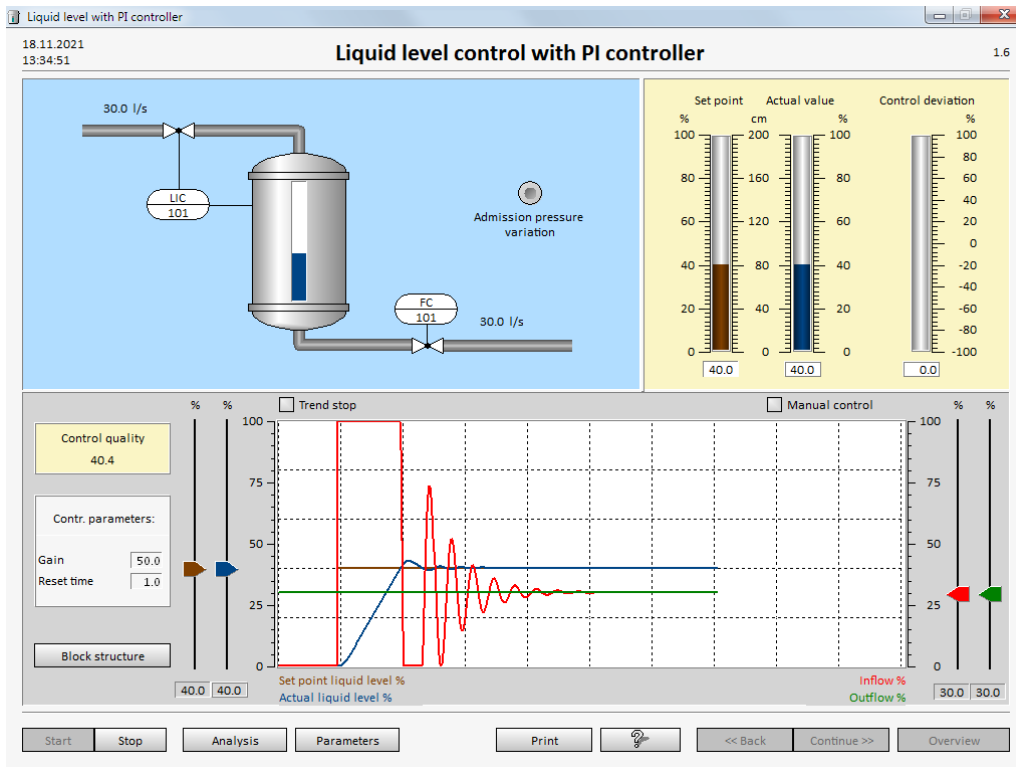 Liquid level with PI controller
18.11.2021
13:34:51
Liquid level control with PI controller
1.6
30.0 l/s
LIC
101
Admission pressure
variation
FC
101
30.0 l/s
Set point Actual value Control deviation
% cm % %
100 200 100 100
80
80 160 80 60
40
60 120 60 20
0
40 80 40 -20
-40
20 40 20 -60
-80
0 0 0 -100
40.0 40.0 0.0
% % Trend stop Manual control % %
Control quality
40.4
Contr. parameters:
Gain 50.0
Reset time 1.0
Block structure
100 100
75 75
50 50
25 25
0 0
40.0 40.0
Set point liquid level %
Actual liquid level %
Inflow %
Outflow %
30.0 30.0
Start Stop Analysis Parameters Print ? << Back Continue >> Overview